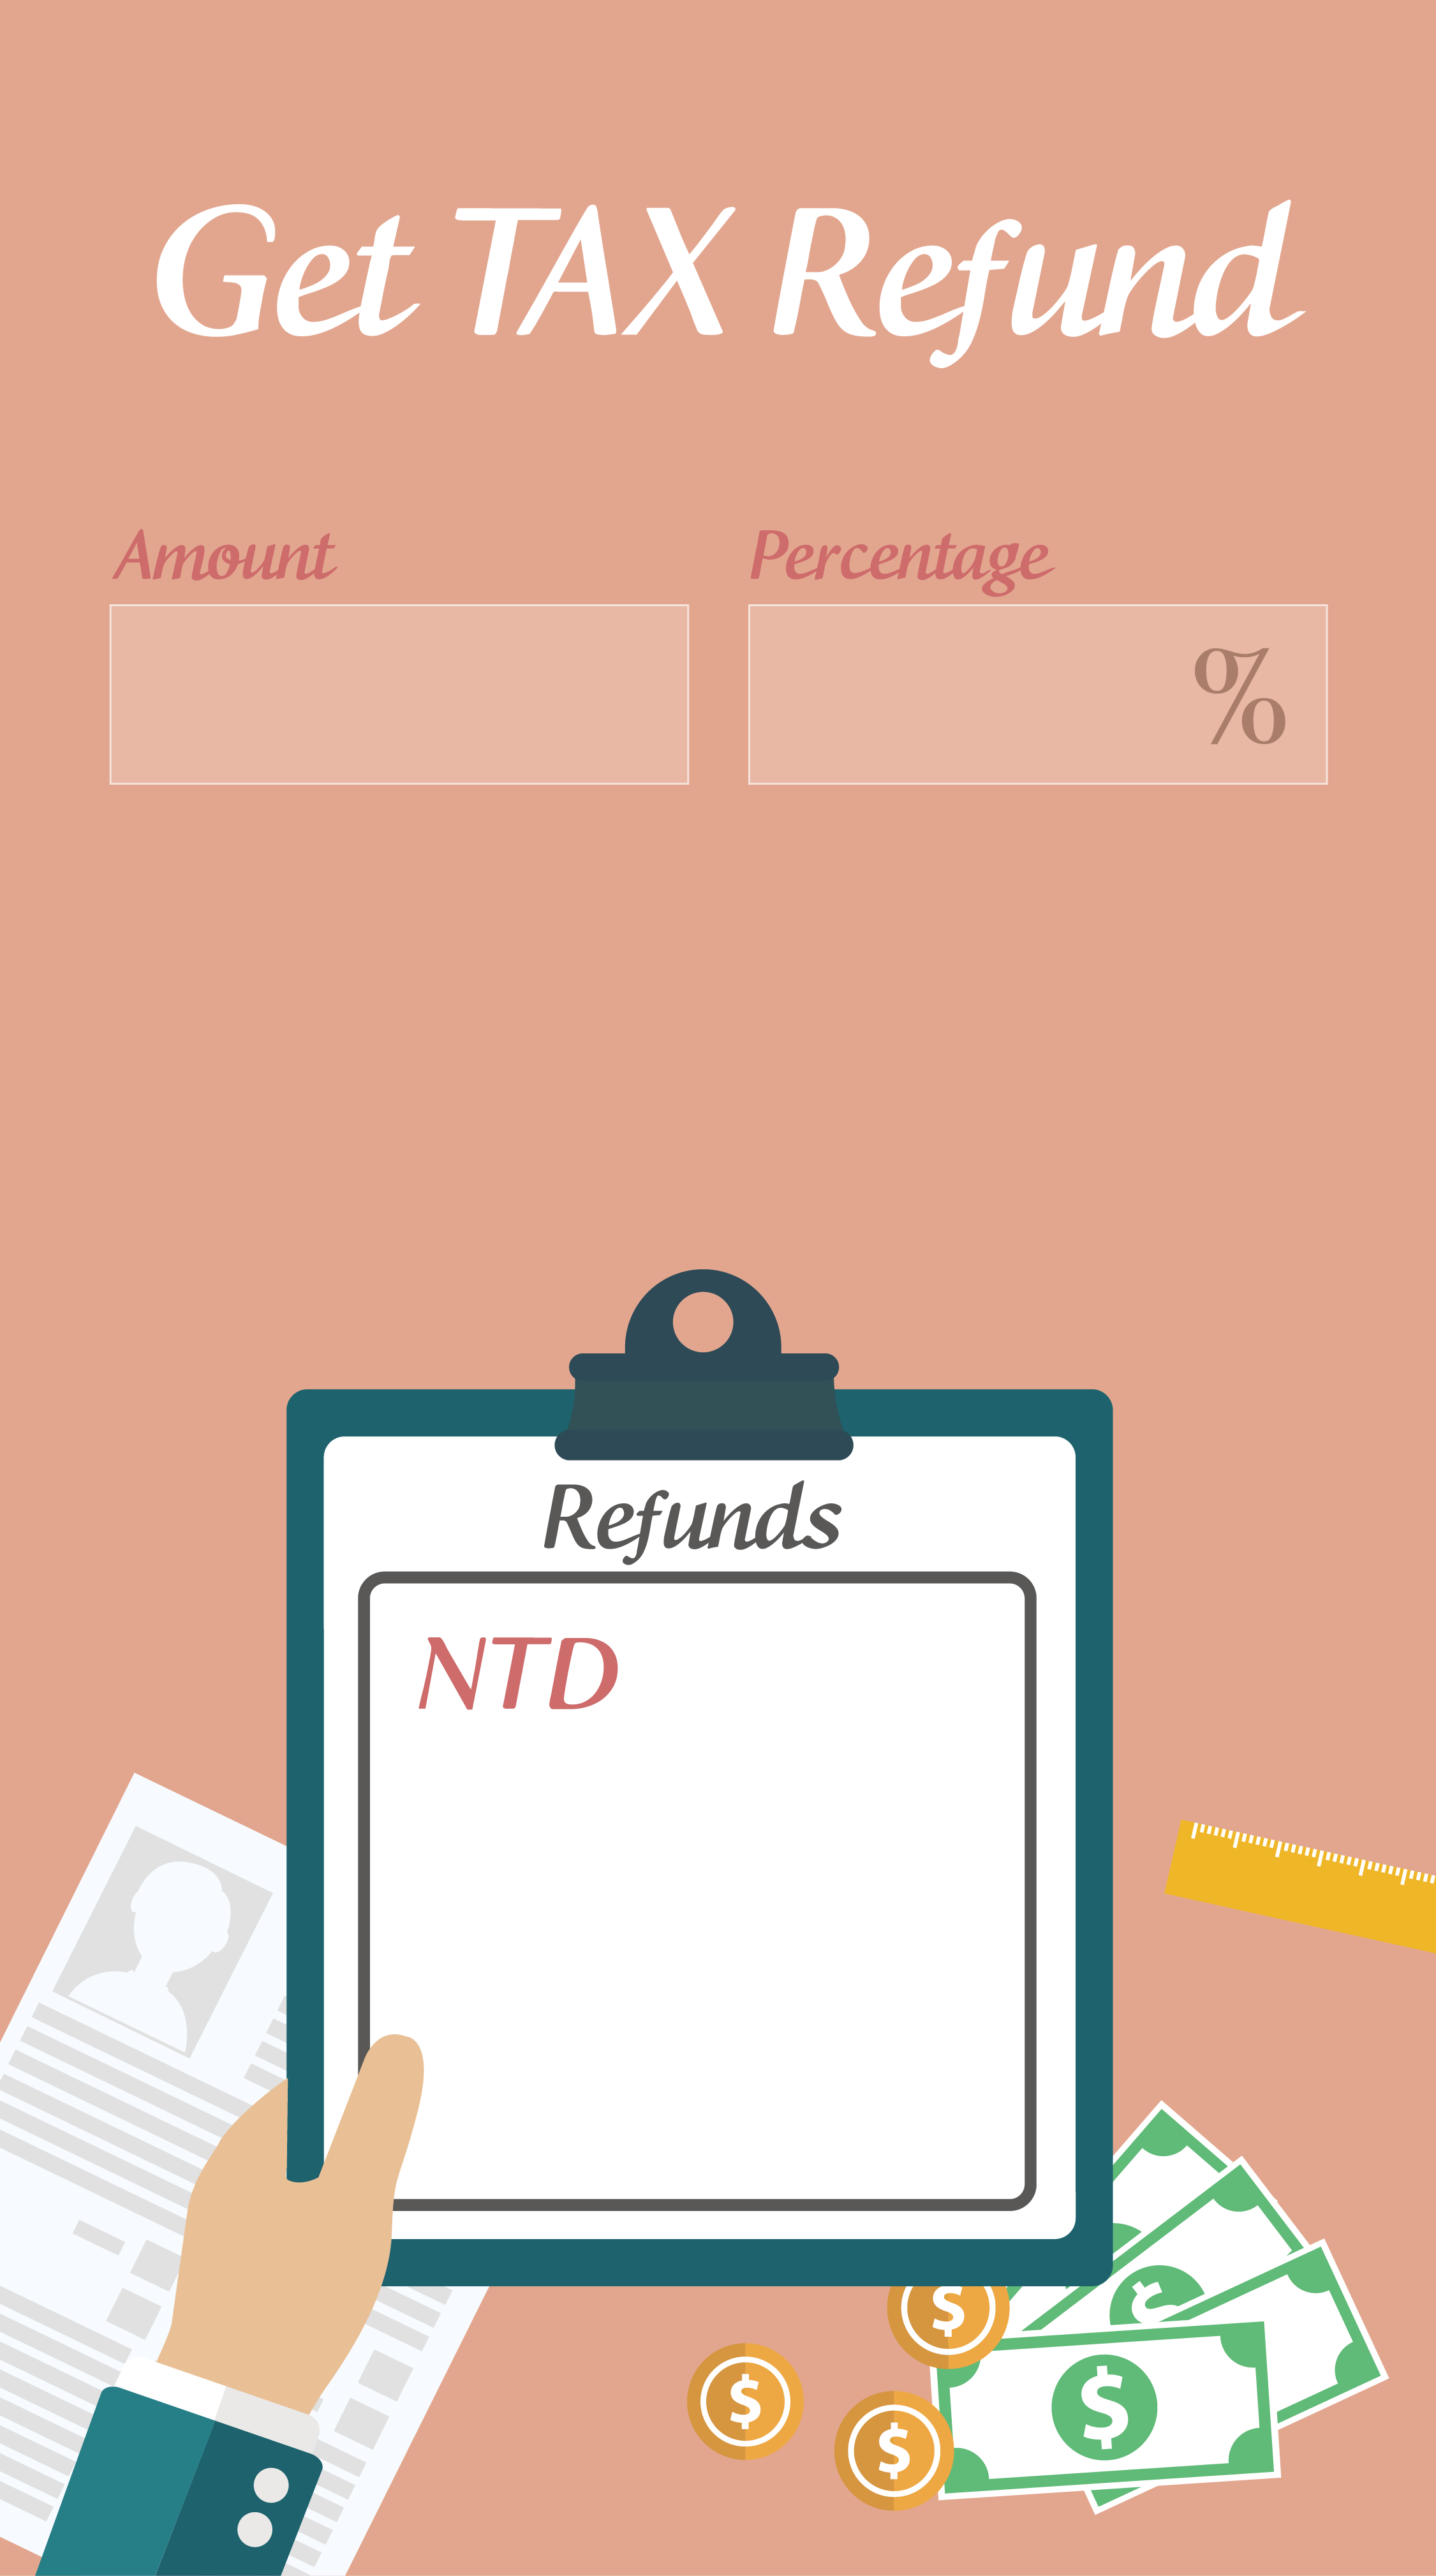 Get TAX Refund
Amount
Percentage
%
Refunds
NTD
$
$
$
$
$